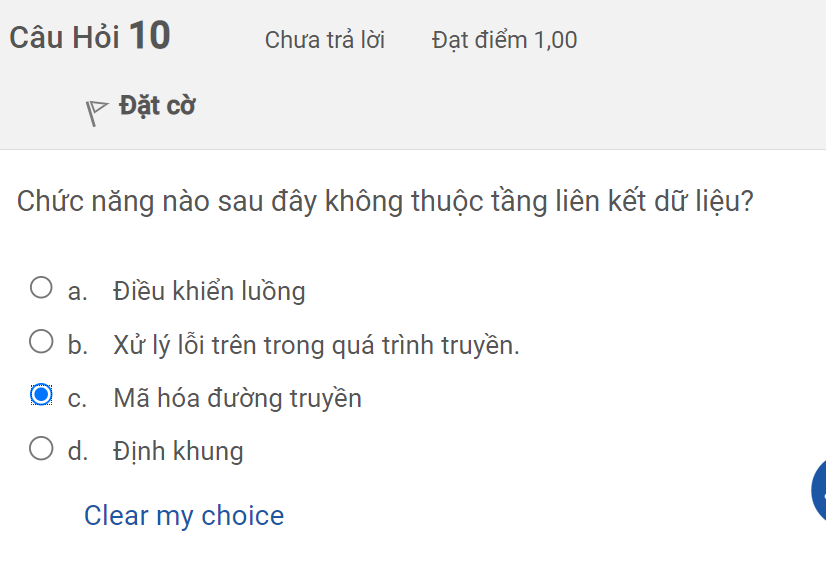 Câu Hỏi 10 Chưa trả lời Đạt điểm 1,00
Đặt cờ
Chức năng nào sau đây không thuộc tầng liên kết dữ liệu?
a. Điều khiển luồng
b. Xử lý lỗi trên trong quá trình truyền.
c. Mã hóa đường truyền
d. Định khung
Clear my choice